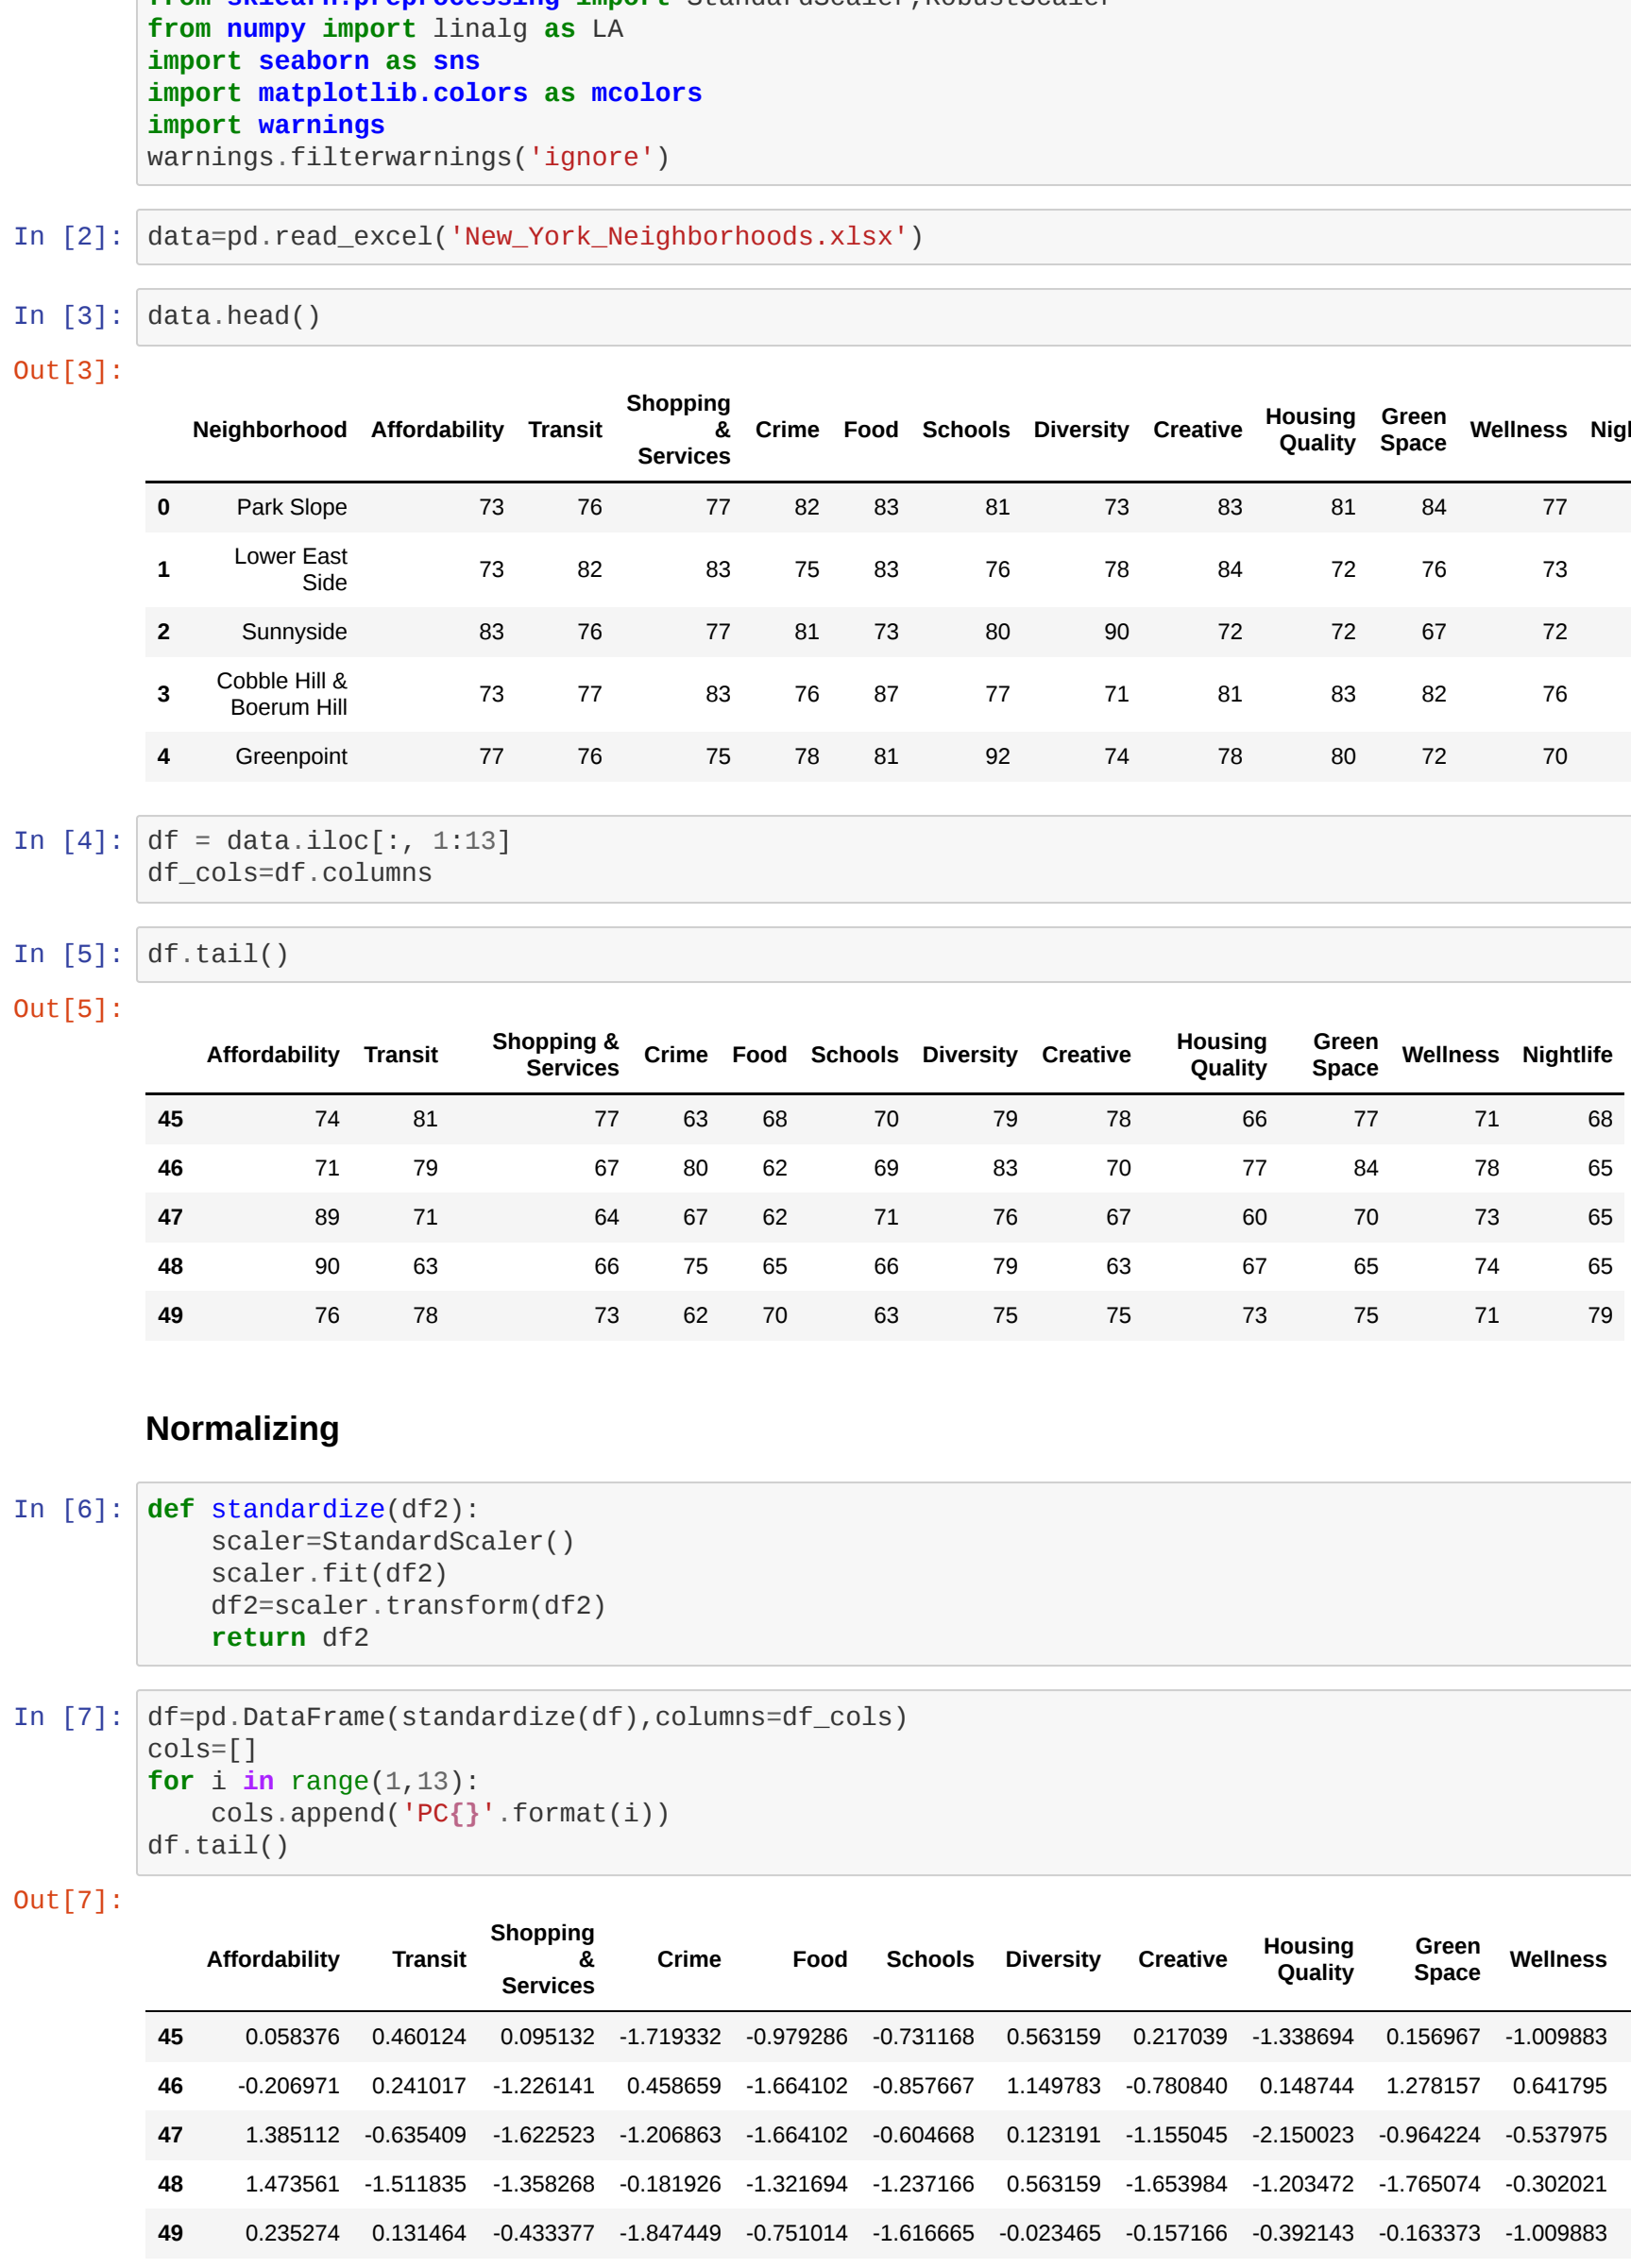 from sklearn.preprocessing import StandardScaler,RobustScaler
from numpy import linalg as LA
import seaborn as sns
import matplotlib.colors as mcolors
import warnings
warnings.filterwarnings('ignore')
In [2]: data=pd.read_excel('New_York_Neighborhoods.xlsx')
In [3]: data.head()
Out[3]:
Neighborhood Affordability Transit Shopping & Services Crime Food Schools Diversity Creative Housing Quality Green Space Wellness
0 Park Slope 73 76 77 82 83 81 73 83 81 84 77
1 Lower East Side 73 82 83 75 83 76 78 84 72 76 73
2 Sunnyside 83 76 77 81 73 80 90 72 72 67 72
3 Cobble Hill & Boerum Hill 73 77 83 76 87 77 71 81 83 82 76
4 Greenpoint 77 76 75 78 81 92 74 78 80 72 70
In [4]: df = data.iloc[:, 1:13]
df_cols=df.columns
In [5]: df.tail()
Out[5]:
Affordability Transit Shopping & Services Crime Food Schools Diversity Creative Housing Quality Green Space Wellness Nightlife
45 74 81 77 63 68 70 79 78 66 77 71 68
46 71 79 67 80 62 69 83 70 77 84 78 65
47 89 71 64 67 62 71 76 67 60 70 73 65
48 90 63 66 75 65 66 79 63 67 65 74 65
49 76 78 73 62 70 63 75 75 73 75 71 79
Normalizing
In [6]: def standardize(df2):
scaler=StandardScaler()
scaler.fit(df2)
df2=scaler.transform(df2)
return df2
In [7]: df=pd.DataFrame(standardize(df),columns=df_cols)
cols=[]
for i in range(1,13):
cols.append('PC{}'.format(i))
df.tail()
Out[7]:
Affordability Transit Shopping & Services Crime Food Schools Diversity Creative Housing Quality Green Space Wellness
45 0.058376 0.460124 0.095132 -1.719332 -0.979286 -0.731168 0.563159 0.217039 -1.338694 0.156967 -1.009883
46 -0.206971 0.241017 -1.226141 0.458659 -1.664102 -0.857667 1.149783 -0.780840 0.148744 1.278157 0.641795
47 1.385112 -0.635409 -1.622523 -1.206863 -1.664102 -0.604668 0.123191 -1.155045 -2.150023 -0.964224 -0.537975
48 1.473561 -1.511835 -1.358268 -0.181926 -1.321694 -1.237166 0.563159 -1.653984 -1.203472 -1.765074 -0.302021
49 0.235274 0.131464 -0.433377 -1.847449 -0.751014 -1.616665 -0.023465 -0.157166 -0.392143 -0.163373 -1.009883